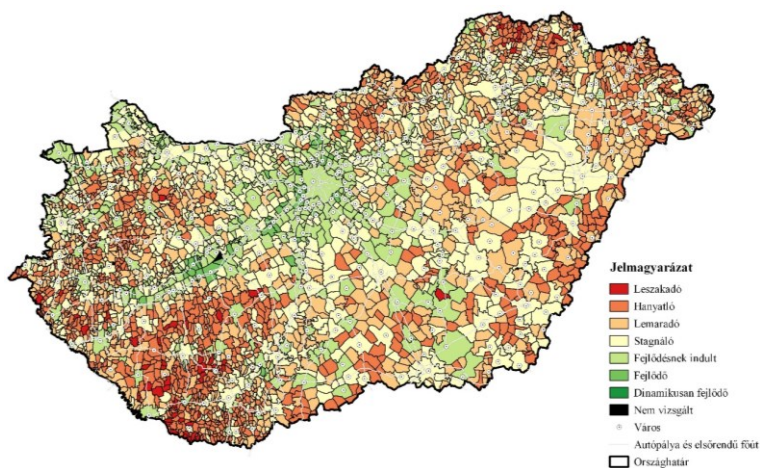 Jelmagyarázat
Leszakadó
Hanyatló
Lemaradó
Stagnáló
Fejlődésnek indult
Fejlődő
Dinamikusan fejlődő
Nem vizsgált
Város
Autópálya és elsőrendű főút
Országhatár